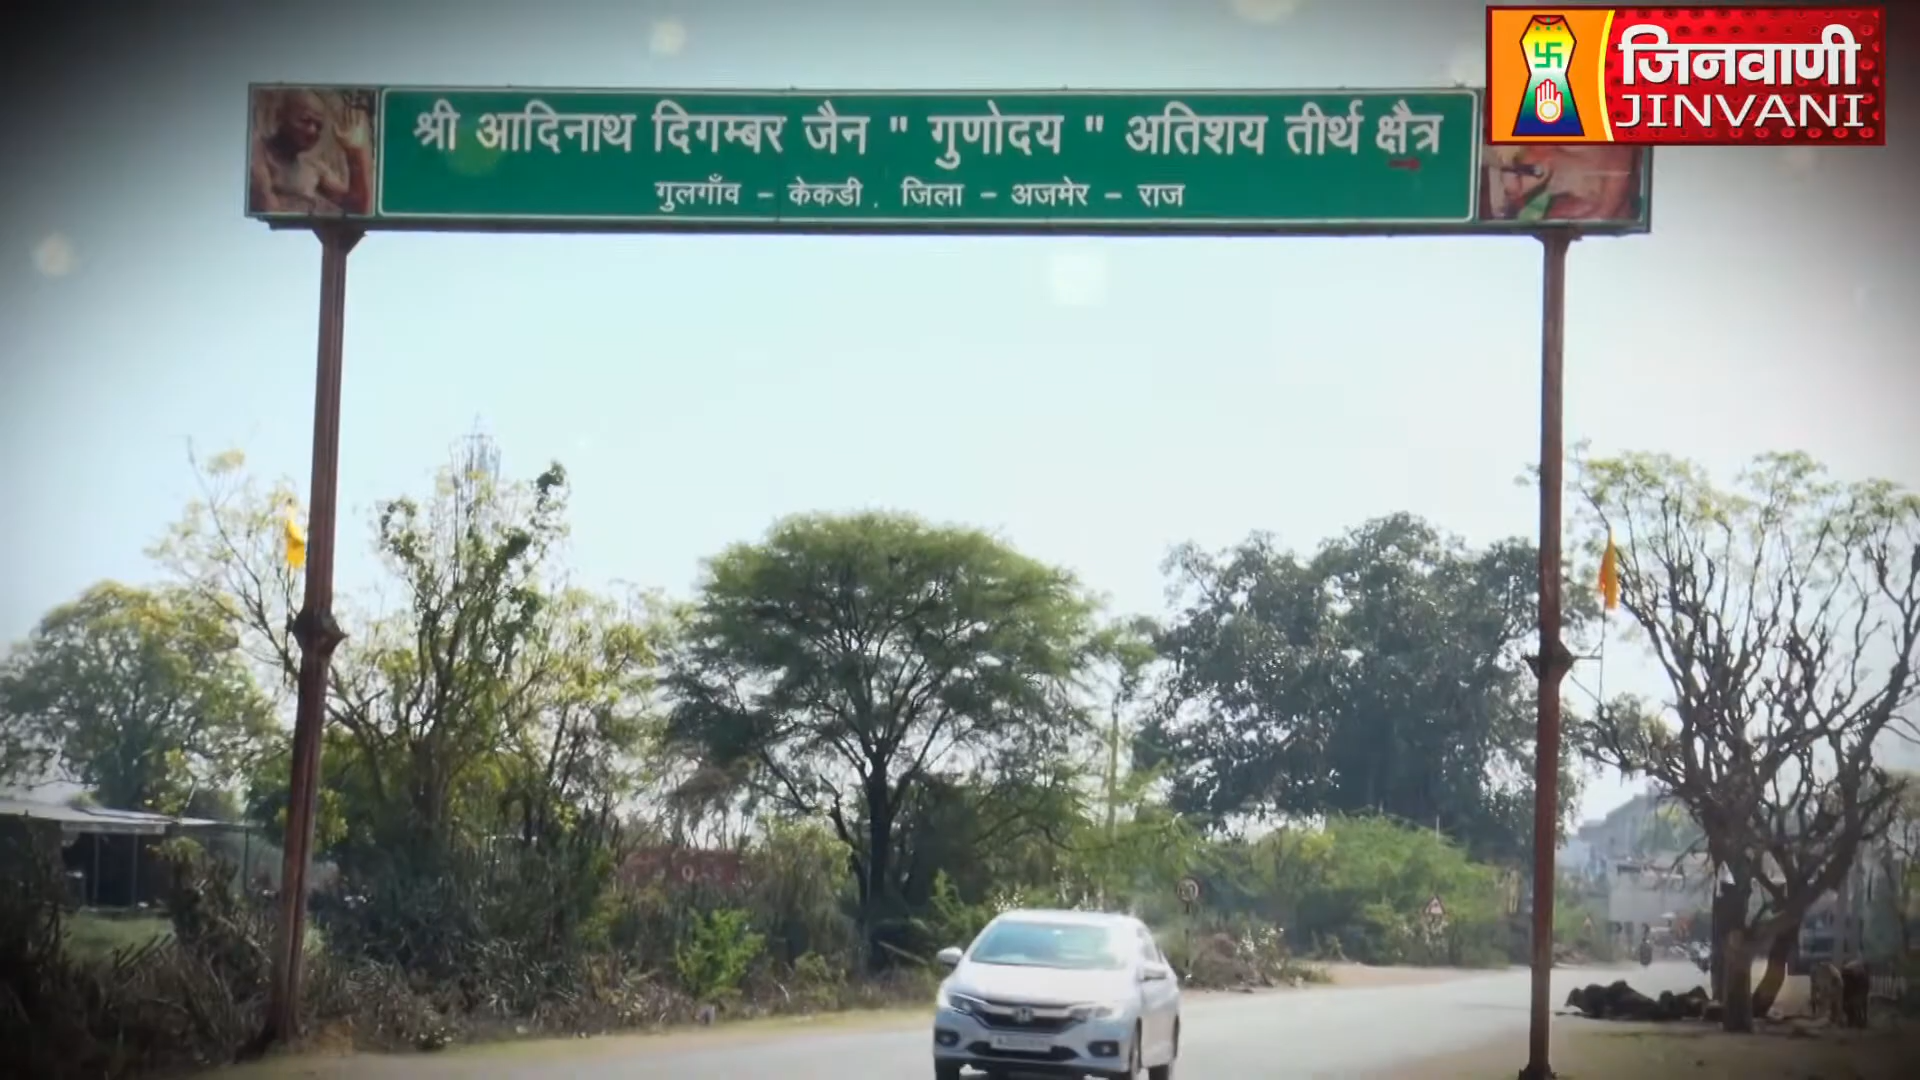 श्री आदिनाथ दिगम्बर जैन " गुणोदय " अतिशय तीर्थ क्षैत्र
गुलगाँव - केकडी . जिला - अजमेर - राज
जिनवाणी
JINVANI